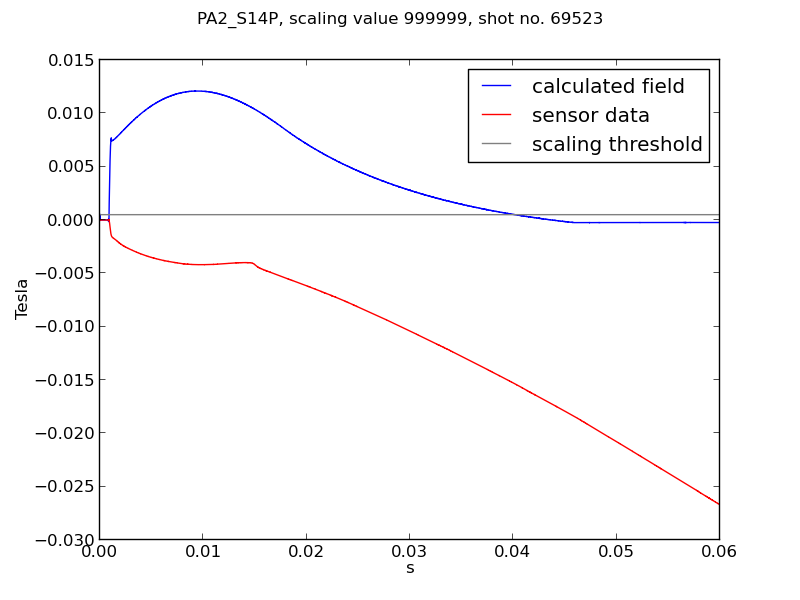 PA2_S14P, scaling value 999999, shot no. 69523
0.015
0.010
0.005
0.000
−0.005
−0.010
−0.015
−0.020
−0.025
−0.030
Tesla
calculated field
sensor data
scaling threshold
0.00 0.01 0.02 0.03 0.04 0.05 0.06
s